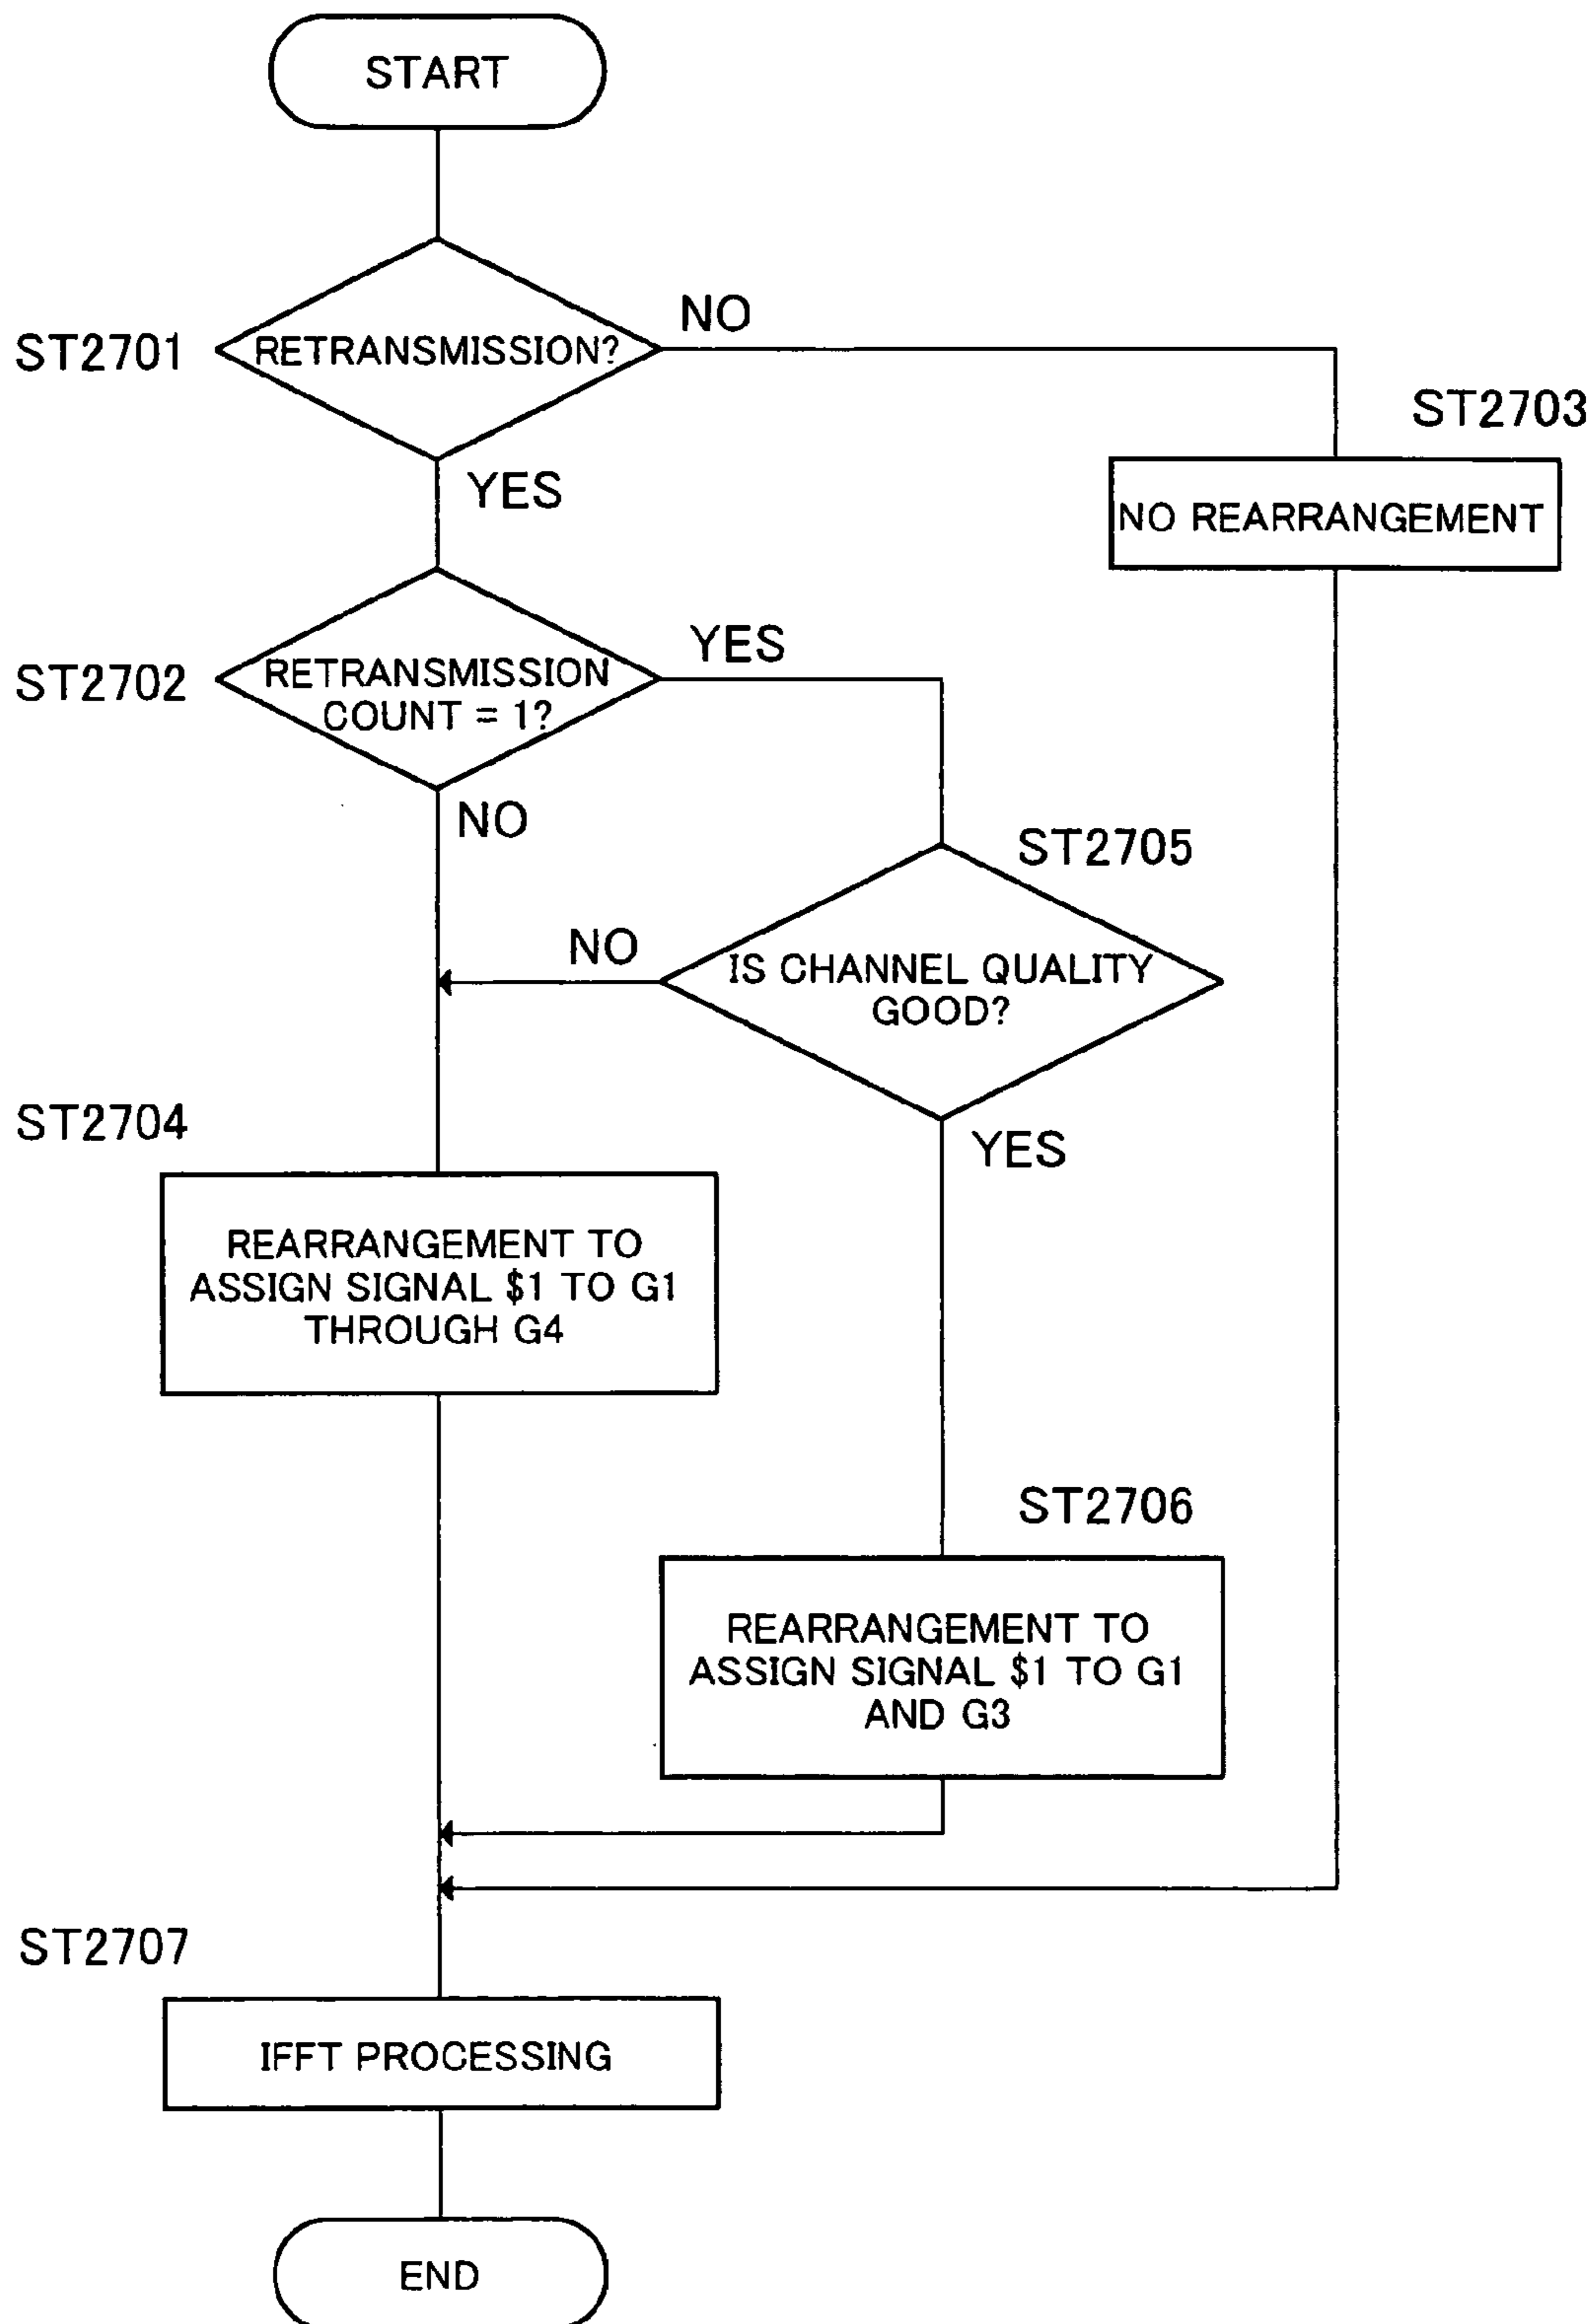 START
ST2701
RETRANSMISSION?
NO
ST2703
NO REARRANGEMENT
YES
ST2702
RETRANSMISSION
COUNT = 1?
YES
NO
ST2705
IS CHANNEL QUALITY
GOOD?
NO
YES
ST2704
REARRANGEMENT TO
ASSIGN SIGNAL $1 TO G1
THROUGH G4
ST2706
REARRANGEMENT TO
ASSIGN SIGNAL $1 TO G1
AND G3
ST2707
IFFT PROCESSING
END